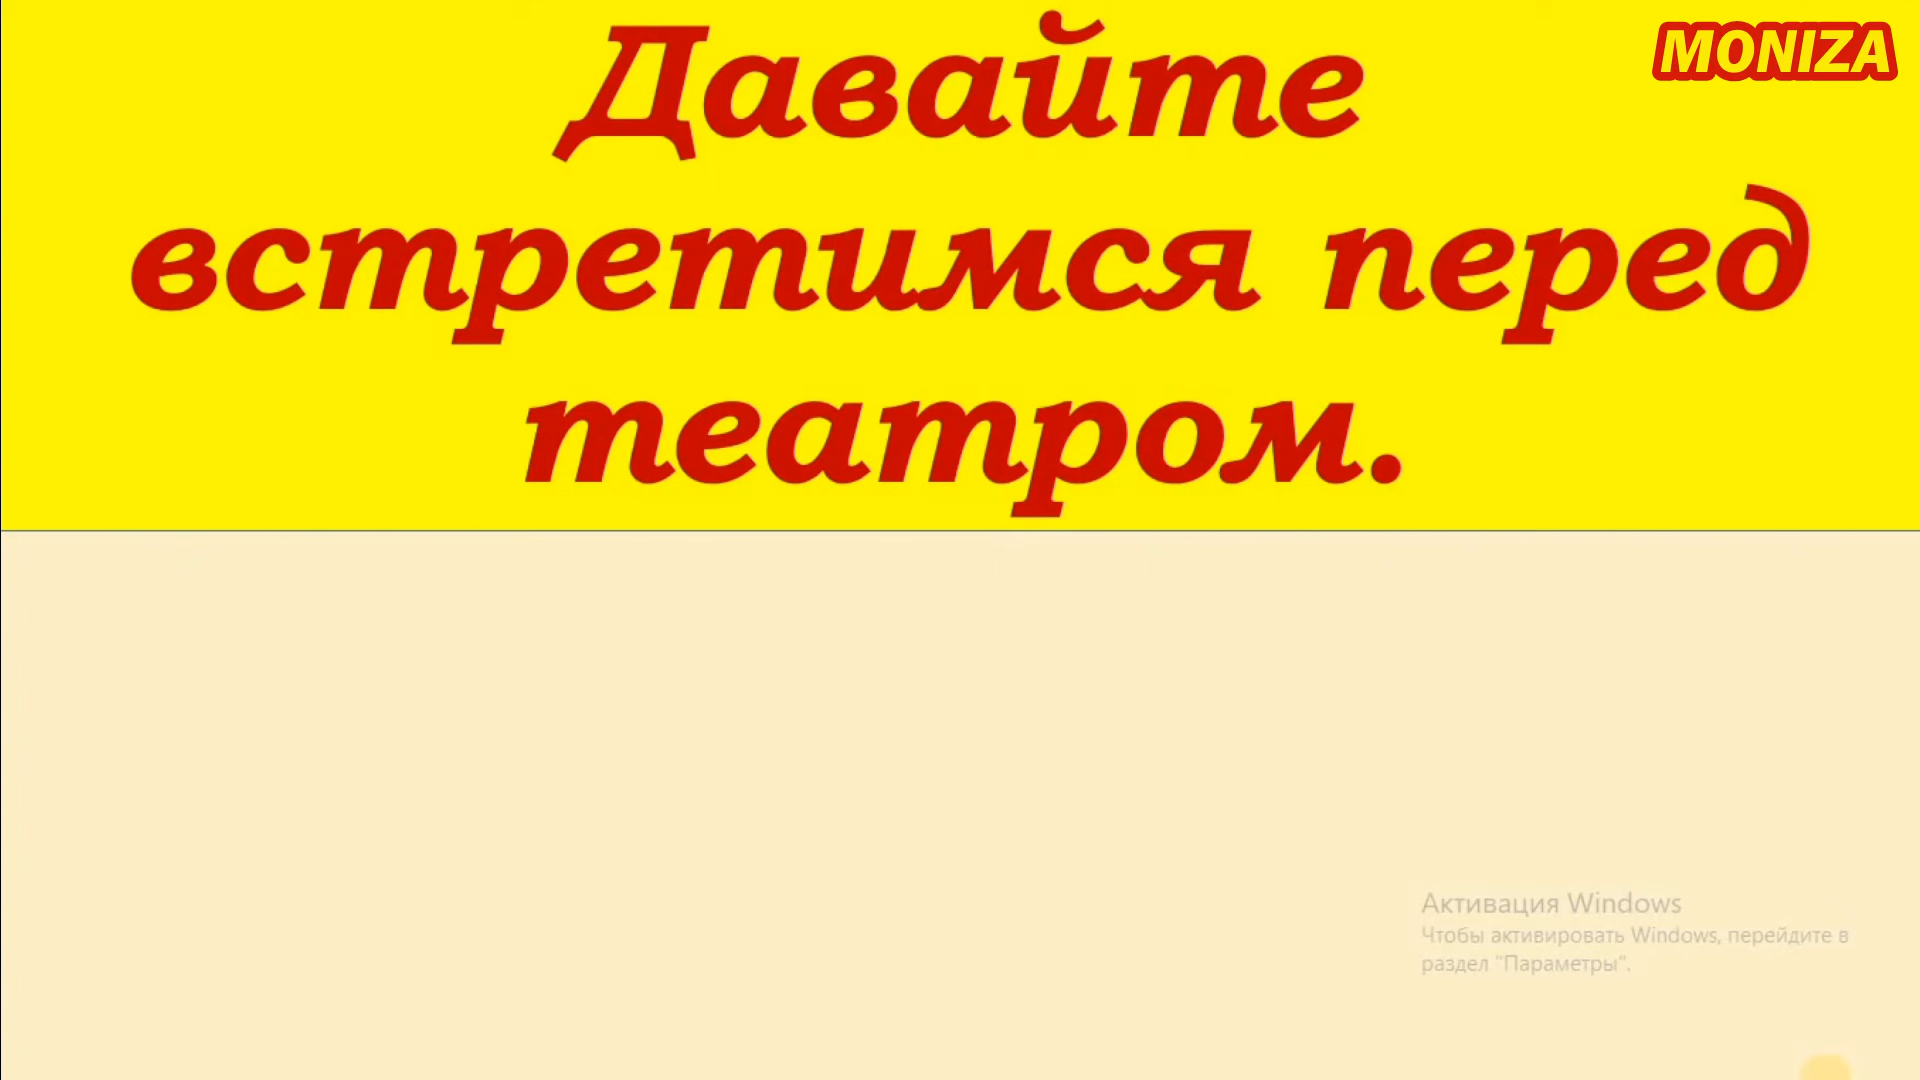 MONIZA
Давайте
встретимся перед
театром.
Активация Windows
Чтобы активировать Windows, перейдите в
раздел "Параметры".